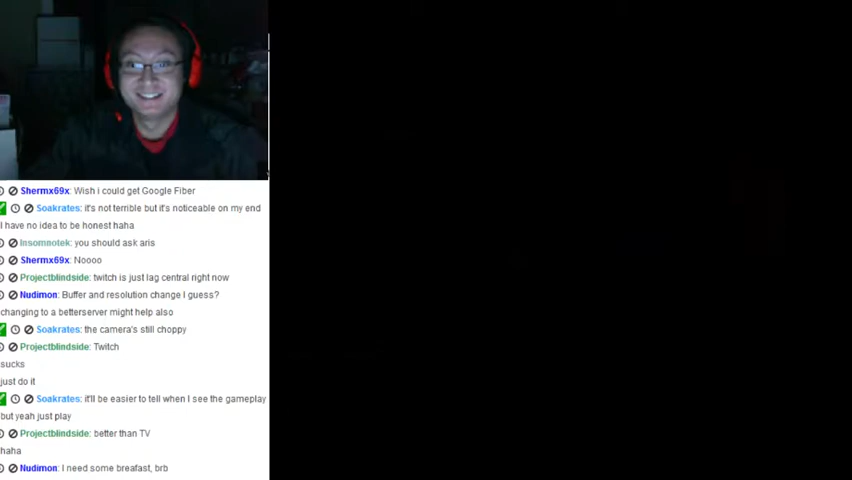 Shermx69x: Wish i could get Google Fiber
Soakrates: it's not terrible but it's noticeable on my end
I have no idea to be honest haha
Insomnotek: you should ask aris
Shermx69x: Noooo
Projectblindside: twitch is just lag central right now
Nudimon: Buffer and resolution change I guess?
changing to a betterserver might help also
Soakrates: the camera's still choppy
Projectblindside: Twitch
sucks
just do it
Soakrates: it'll be easier to tell when I see the gameplay
but yeah just play
Projectblindside: better than TV
haha
Nudimon: I need some breafast, brb